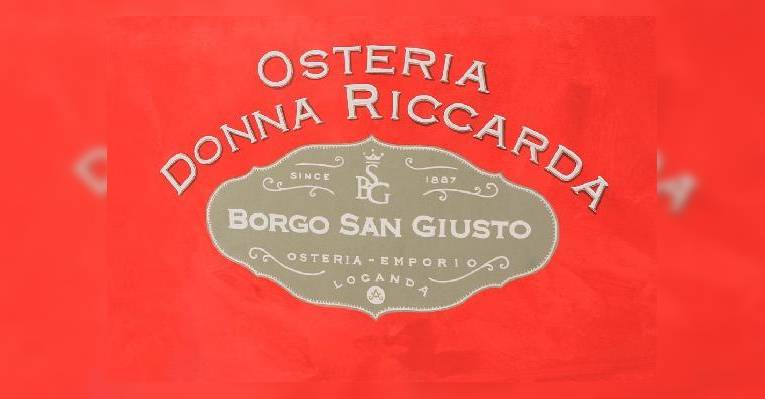 OSTERIA
DONNA RICCARDA
SINCE 1887
BSG
BORGO SAN GIUSTO
OSTERIA - EMPORIO
LOCANDA